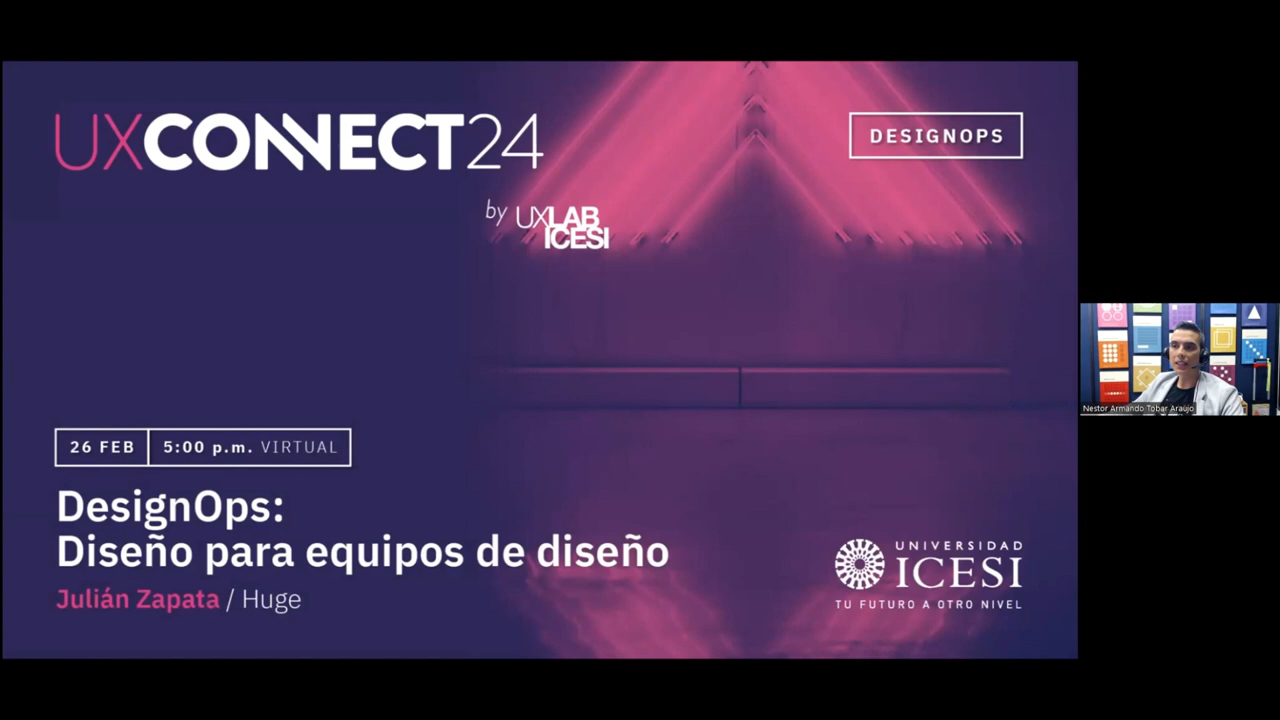 UXCONNECT24
DESIGNOPS
by UXLAB
ICESI
26 FEB 5:00 p.m. VIRTUAL
DesignOps:
Diseño para equipos de diseño
Julián Zapata / Huge
UNIVERSIDAD
ICESI
TU FUTURO A OTRO NIVEL
Nestor Armando Tobar Araújo